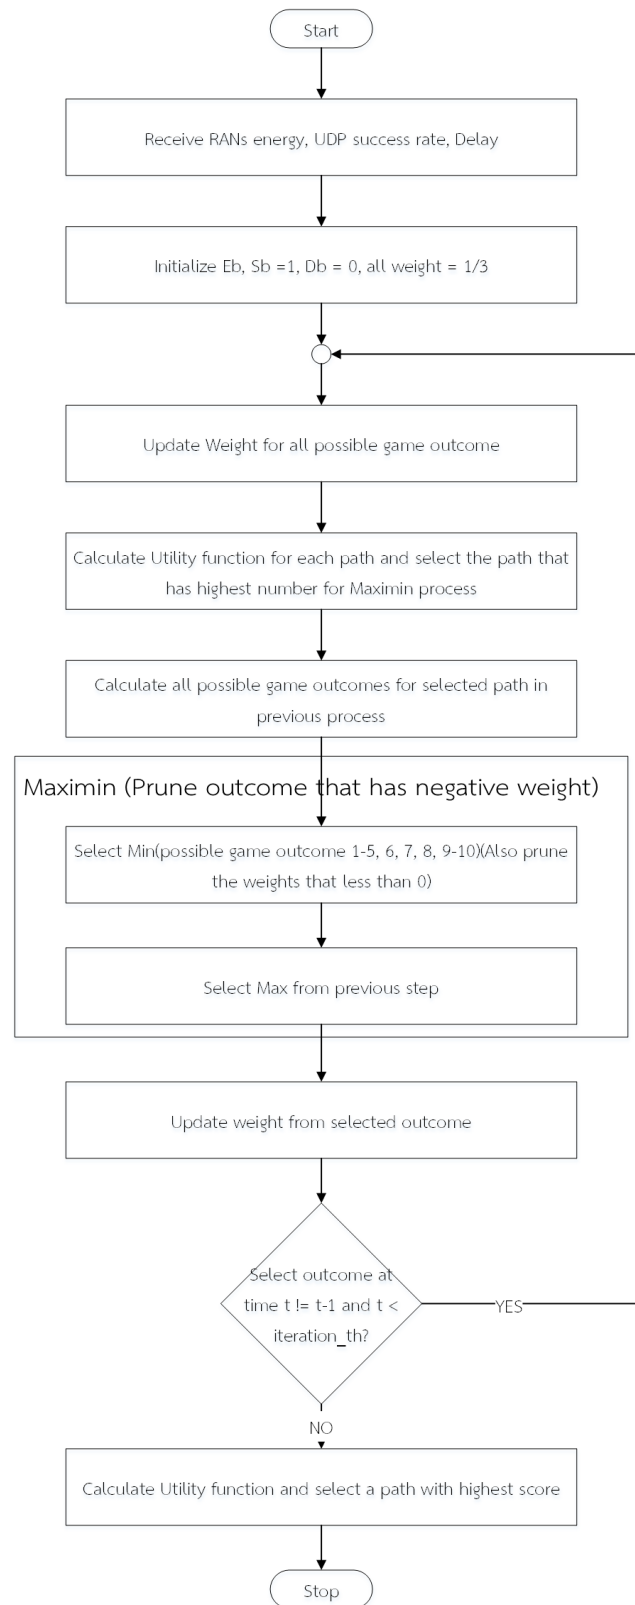 Start
Receive RANs energy, UDP success rate, Delay
Initialize Eb, Sb =1, Db = 0, all weight = 1/3
Update Weight for all possible game outcome
Calculate Utility function for each path and select the path that
has highest number for Maximin process
Calculate all possible game outcomes for selected path in
previous process
Maximin (Prune outcome that has negative weight)
Select Min(possible game outcome 1-5, 6, 7, 8, 9-10)(Also prune
the weights that less than 0)
Select Max from previous step
Update weight from selected outcome
Select outcome at
time t != t-1 and t <
iteration_th?
YES
NO
Calculate Utility function and select a path with highest score
Stop